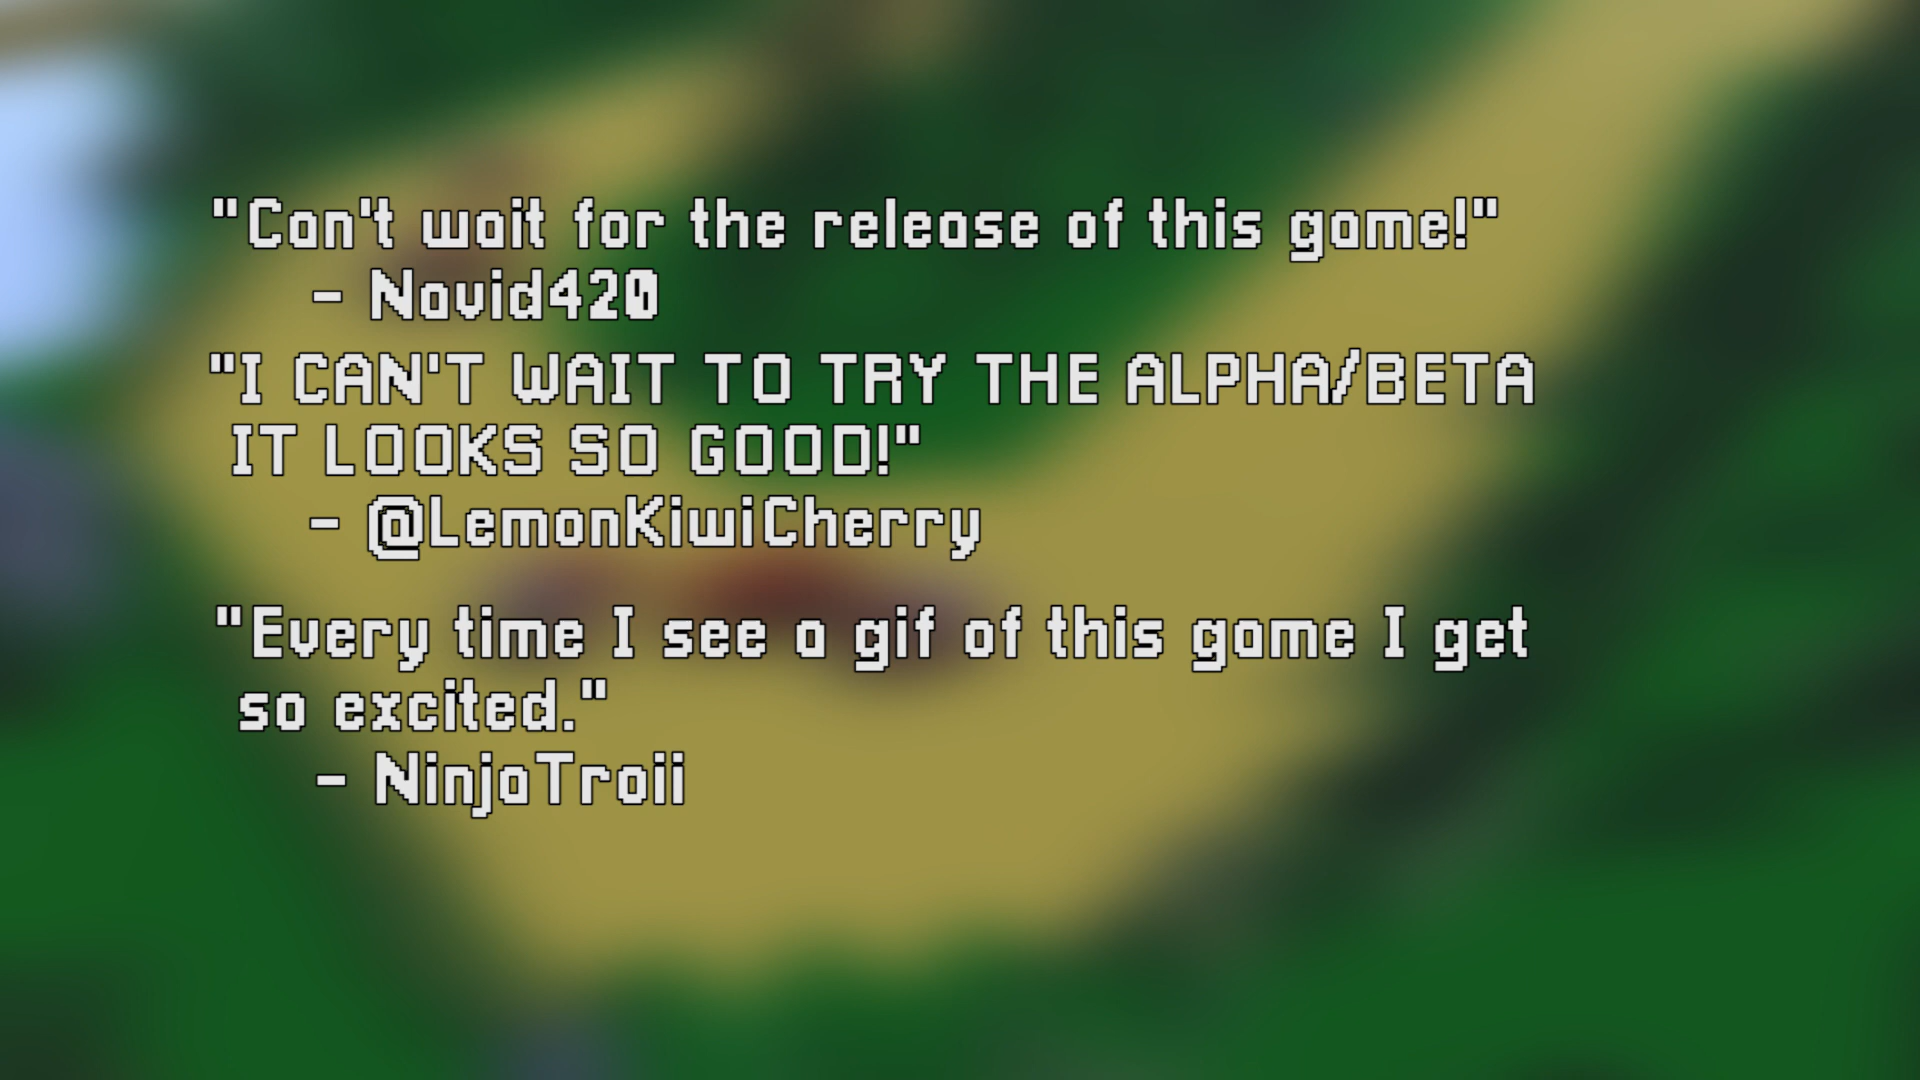 "Can't wait for the release of this game!"
- Navid420
"I CAN'T WAIT TO TRY THE ALPHA/BETA
IT LOOKS SO GOOD!"
- @LemonKiwiCherry
"Every time I see a gif of this game I get
so excited."
- NinjaTroii